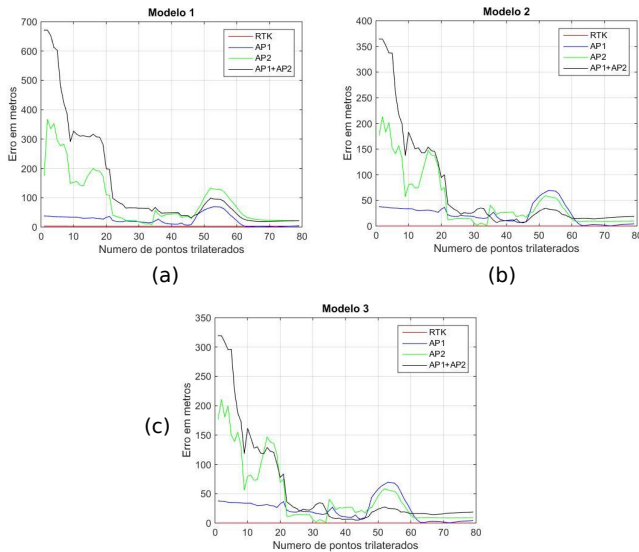 Modelo 1
Erro em metros
700
600
500
400
300
200
100
0
0 10 20 30 40 50 60 70 80
Numero de pontos trilaterados
RTK
AP1
AP2
AP1+AP2
(a)
Modelo 2
Erro em metros
400
350
300
250
200
150
100
50
0
0 10 20 30 40 50 60 70 80
Numero de pontos trilaterados
RTK
AP1
AP2
AP1+AP2
(b)
Modelo 3
(c)
Erro em metros
350
300
250
200
150
100
50
0
0 10 20 30 40 50 60 70 80
Numero de pontos trilaterados
RTK
AP1
AP2
AP1+AP2